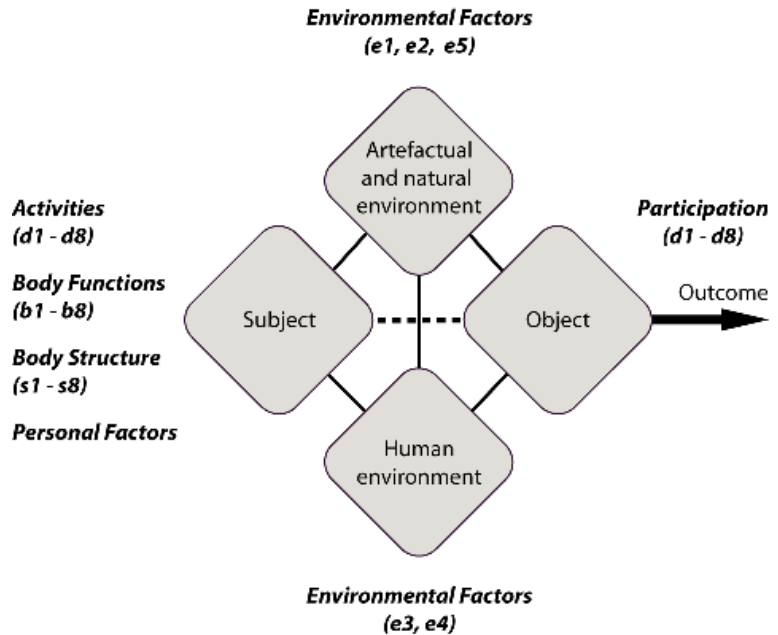 Environmental Factors
(e1, e2, e5)
Artefactual
and natural
environment
Activities
(d1 - d8)
Body Functions
(b1 - b8)
Body Structure
(s1 - s8)
Personal Factors
Subject
Object
Participation
(d1 - d8)
Outcome
Human
environment
Environmental Factors
(e3, e4)